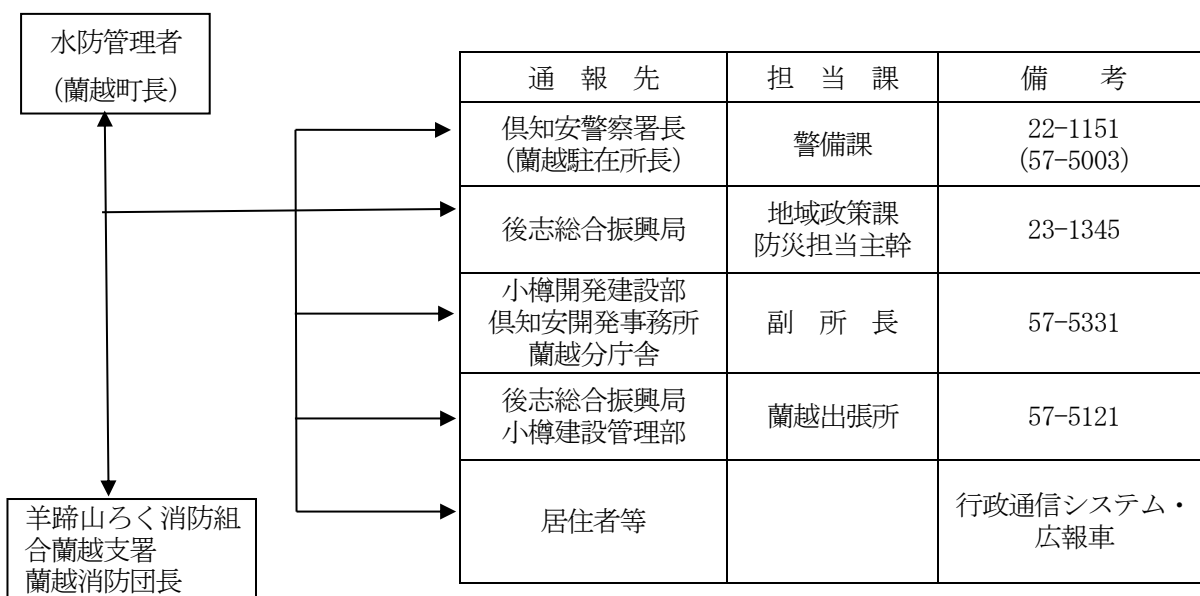 水防管理者
(蘭越町長)
通　報　先　担　当　課　備　　考
倶知安警察署長
(蘭越駐在所長)
警備課
22-1151
(57-5003)
後志総合振興局
地域政策課
防災担当主幹
23-1345
小樽開発建設部
倶知安開発事務所
蘭越分庁舎
副　所　長
57-5331
後志総合振興局
小樽建設管理部
蘭越出張所
57-5121
居住者等
行政通信システム・
広報車
羊蹄山ろく消防組
合蘭越支署
蘭越消防団長